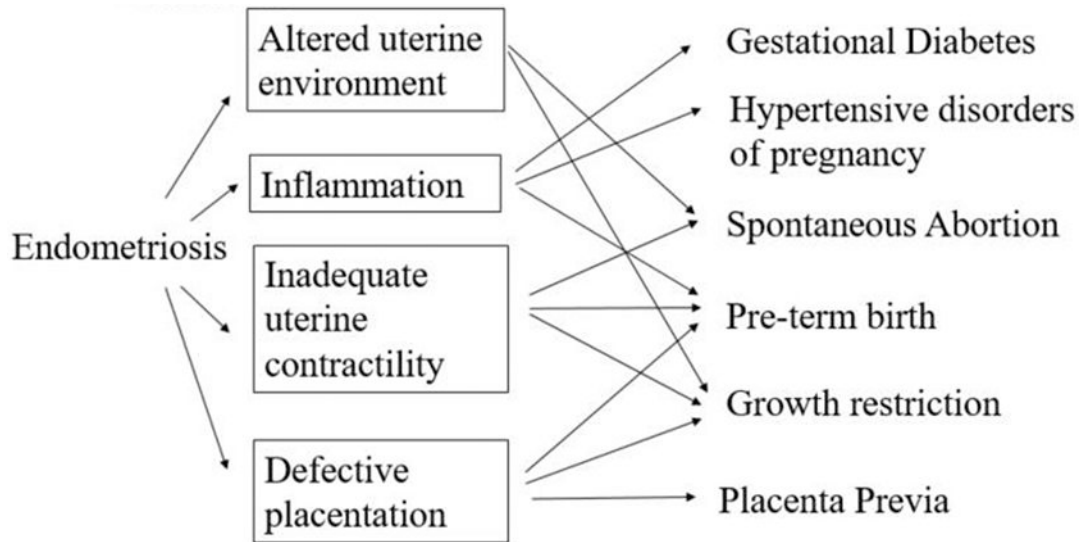 Endometriosis
Altered uterine
environment
Inflammation
Inadequate
uterine
contractility
Defective
placentation
Gestational Diabetes
Hypertensive disorders
of pregnancy
Spontaneous Abortion
Pre-term birth
Growth restriction
Placenta Previa